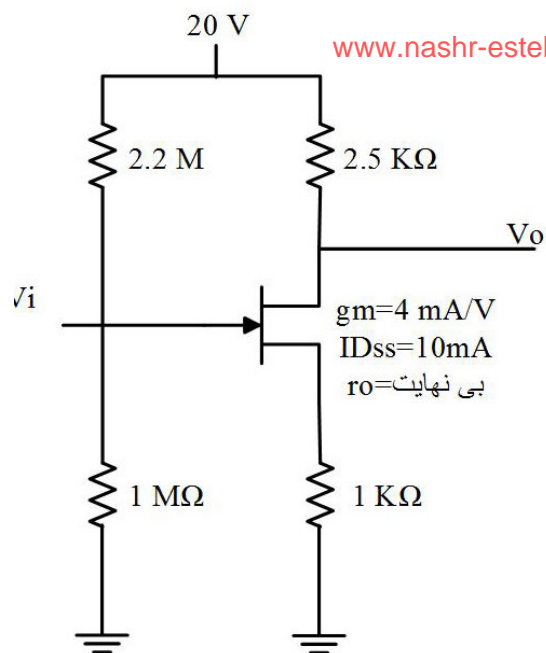 20 V
www.nashr-estel
2.2 M
2.5 KΩ
Vo
Vi
gm=4 mA/V
IDss=10mA
ro=بی نهایت
1 MΩ
1 KΩ